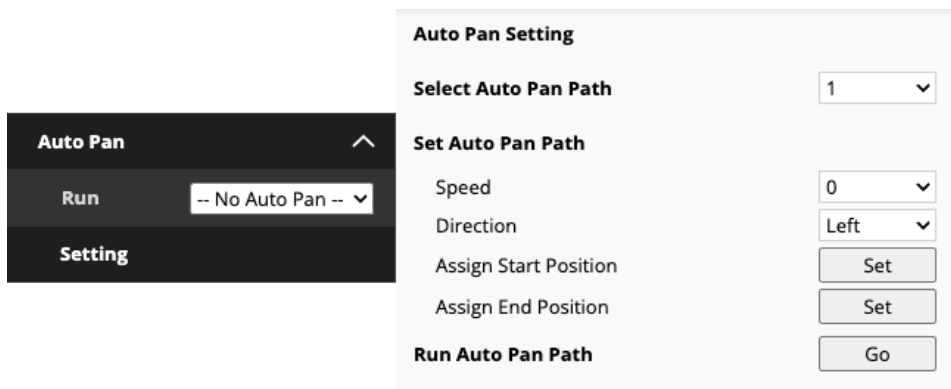 Auto Pan
Run -- No Auto Pan --
Setting
Auto Pan Setting
Select Auto Pan Path 1
Set Auto Pan Path
Speed 0
Direction Left
Assign Start Position Set
Assign End Position Set
Run Auto Pan Path Go